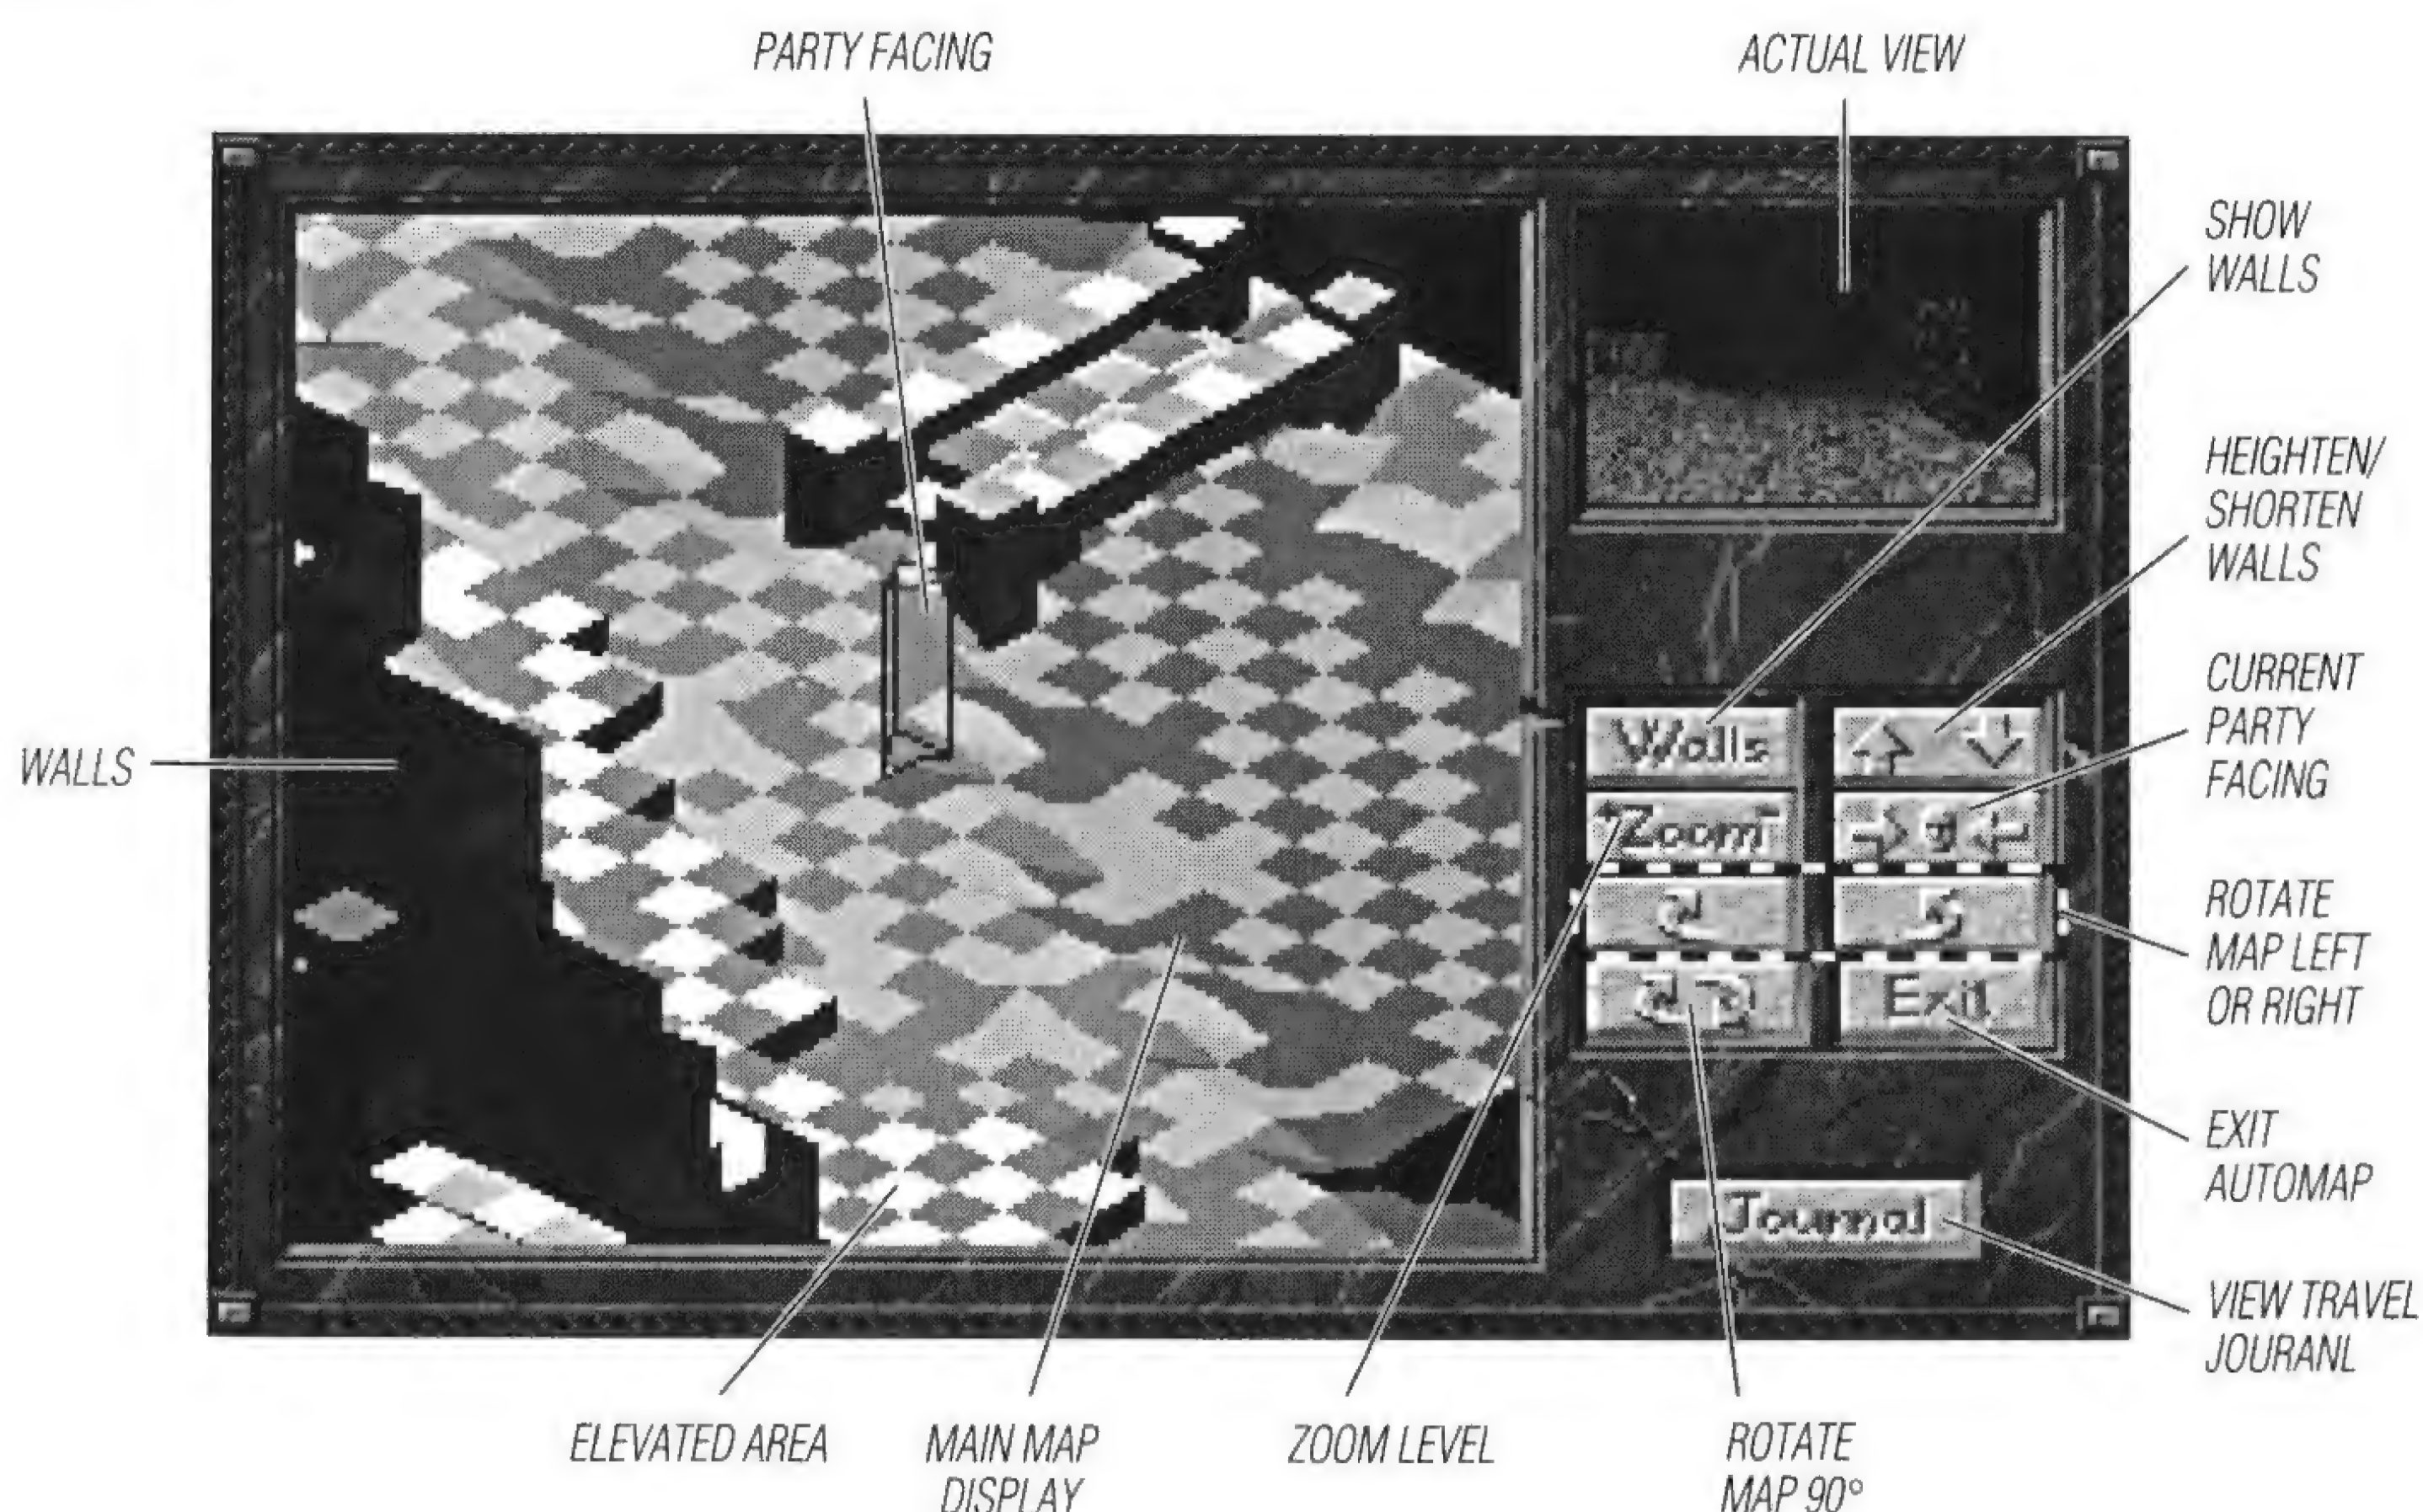 PARTY FACING
ACTUAL VIEW
SHOW
WALLS
HEIGHTEN/
SHORTEN
WALLS
CURRENT
PARTY
FACING
WALLS
Walls
+Zoom-
ROTATE
MAP LEFT
OR RIGHT
Exit
EXIT
AUTOMAP
Journal
VIEW TRAVEL
JOURANL
ELEVATED AREA
MAIN MAP
DISPLAY
ZOOM LEVEL
ROTATE
MAP 90°